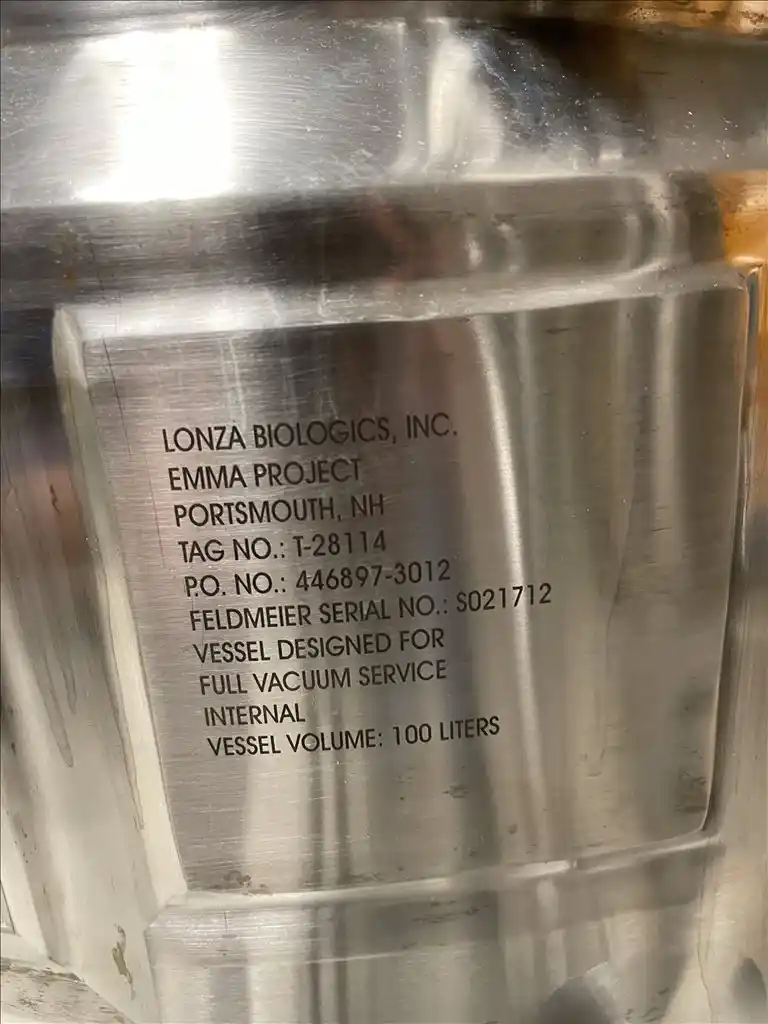 LONZA BIOLOGICS, INC.
EMMA PROJECT
PORTSMOUTH, NH
TAG NO.: T-28114
P.O. NO.: 446897-3012
FELDMEIER SERIAL NO.: S021712
VESSEL DESIGNED FOR
FULL VACUUM SERVICE
INTERNAL
VESSEL VOLUME: 100 LITERS